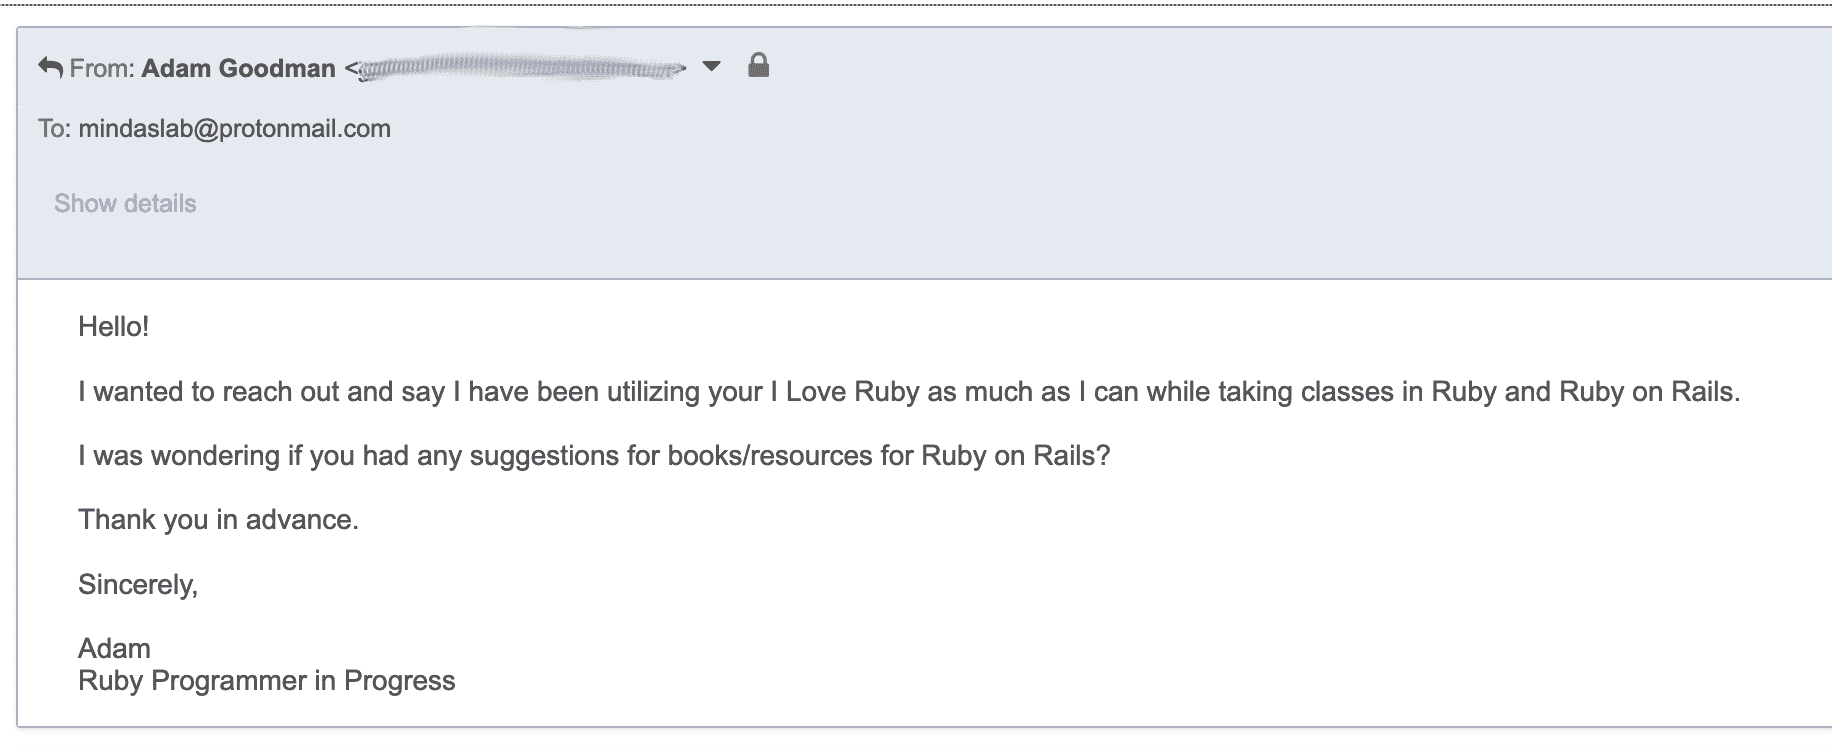 From: Adam Goodman <
To: mindaslab@protonmail.com
Show details
Hello!
I wanted to reach out and say I have been utilizing your I Love Ruby as much as I can while taking classes in Ruby and Ruby on Rails.
I was wondering if you had any suggestions for books/resources for Ruby on Rails?
Thank you in advance.
Sincerely,
Adam
Ruby Programmer in Progress